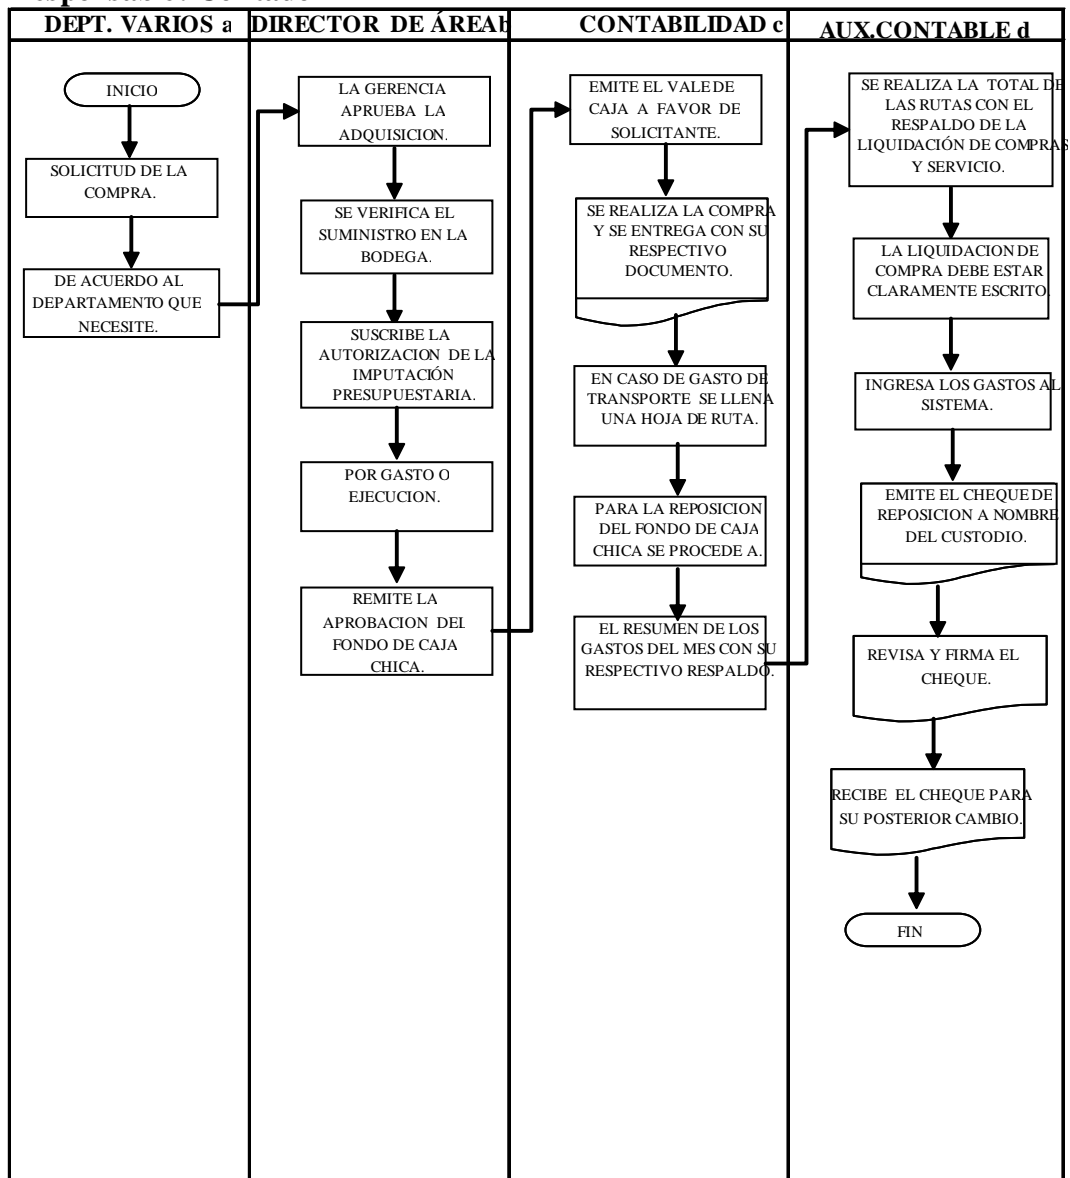 DEPT. VARIOS a
DIRECTOR DE ÁREAb
CONTABILIDAD c
AUX.CONTABLE d
INICIO
SOLICITUD DE LA
COMPRA.
DE ACUERDO AL
DEPARTAMENTO QUE
NECESITE.
LA GERENCIA
APRUEBA LA
ADQUISICION.
SE VERIFICA EL
SUMINISTRO EN LA
BODEGA.
SUSCRIBE LA
AUTORIZACION DE LA
IMPUTACIÓN
PRESUPUESTARIA.
POR GASTO O
EJECUCION.
REMITE LA
APROBACION DEL
FONDO DE CAJA
CHICA.
EMITE EL VALE DE
CAJA A FAVOR DE
SOLICITANTE.
SE REALIZA LA COMPRA
Y SE ENTREGA CON SU
RESPECTIVO
DOCUMENTO.
EN CASO DE GASTO DE
TRANSPORTE SE LLENA
UNA HOJA DE RUTA.
PARA LA REPOSICION
DEL FONDO DE CAJA
CHICA SE PROCEDE A.
EL RESUMEN DE LOS
GASTOS DEL MES CON SU
RESPECTIVO RESPALDO.
SE REALIZA LA TOTAL DE
LAS RUTAS CON EL
RESPALDO DE LA
LIQUIDACIÓN DE COMPRAS
Y SERVICIO.
LA LIQUIDACION DE
COMPRA DEBE ESTAR
CLARAMENTE ESCRITO.
INGRESA LOS GASTOS AL
SISTEMA.
EMITE EL CHEQUE DE
REPOSICION A NOMBRE
DEL CUSTODIO.
REVISA Y FIRMA EL
CHEQUE.
RECIBE EL CHEQUE PARA
SU POSTERIOR CAMBIO.
FIN